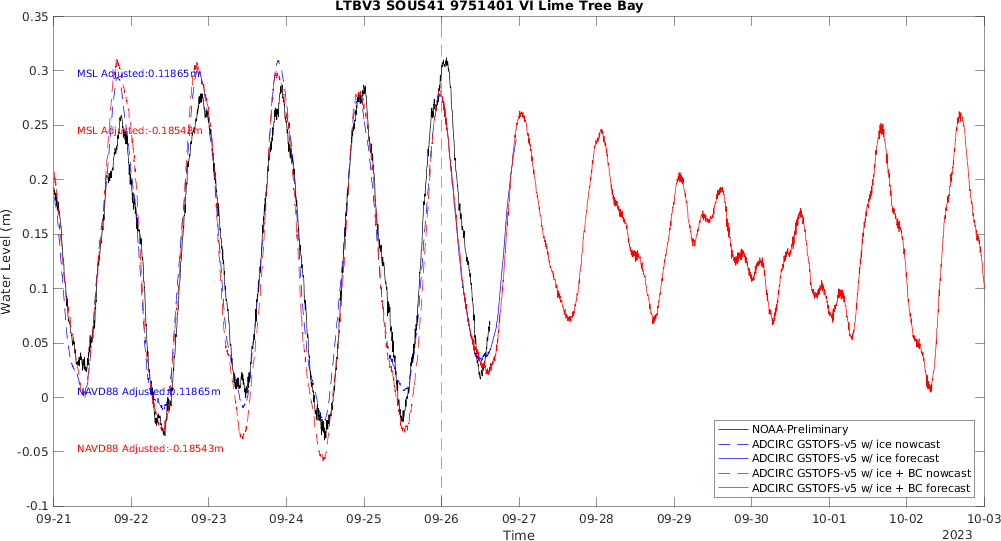 LTBV3 SOUS41 9751401 VI Lime Tree Bay
0.35
0.3
0.25
0.2
0.15
0.1
0.05
0
-0.05
-0.1
Water Level (m)
MSL Adjusted:0.11865m
MSL Adjusted:-0.18543m
NAVD88 Adjusted:0.11865m
NAVD88 Adjusted:-0.18543m
NOAA-Preliminary
ADCIRC GSTOFS-v5 w/ ice nowcast
ADCIRC GSTOFS-v5 w/ ice forecast
ADCIRC GSTOFS-v5 w/ ice + BC nowcast
ADCIRC GSTOFS-v5 w/ ice + BC forecast
09-21 09-22 09-23 09-24 09-25 09-26 09-27 09-28 09-29 09-30 10-01 10-02 10-03
Time
2023